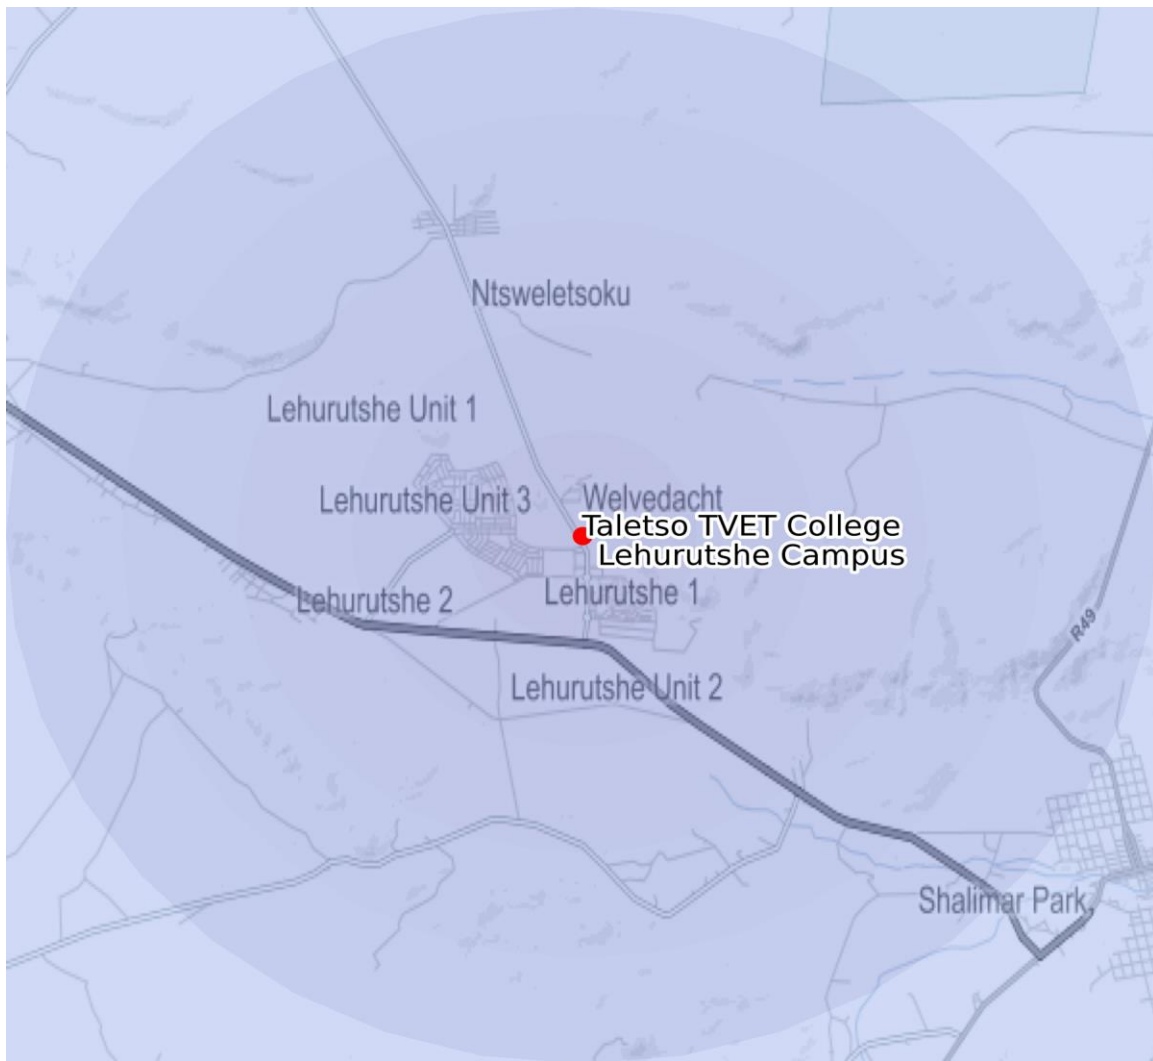 Ntsweletsoku
Lehurutshe Unit 1
Lehurutshe Unit 3
Welvedacht
Taletso TVET College
Lehurutshe Campus
Lehurutshe 2
Lehurutshe 1
R49
Lehurutshe Unit 2
Shalimar Park